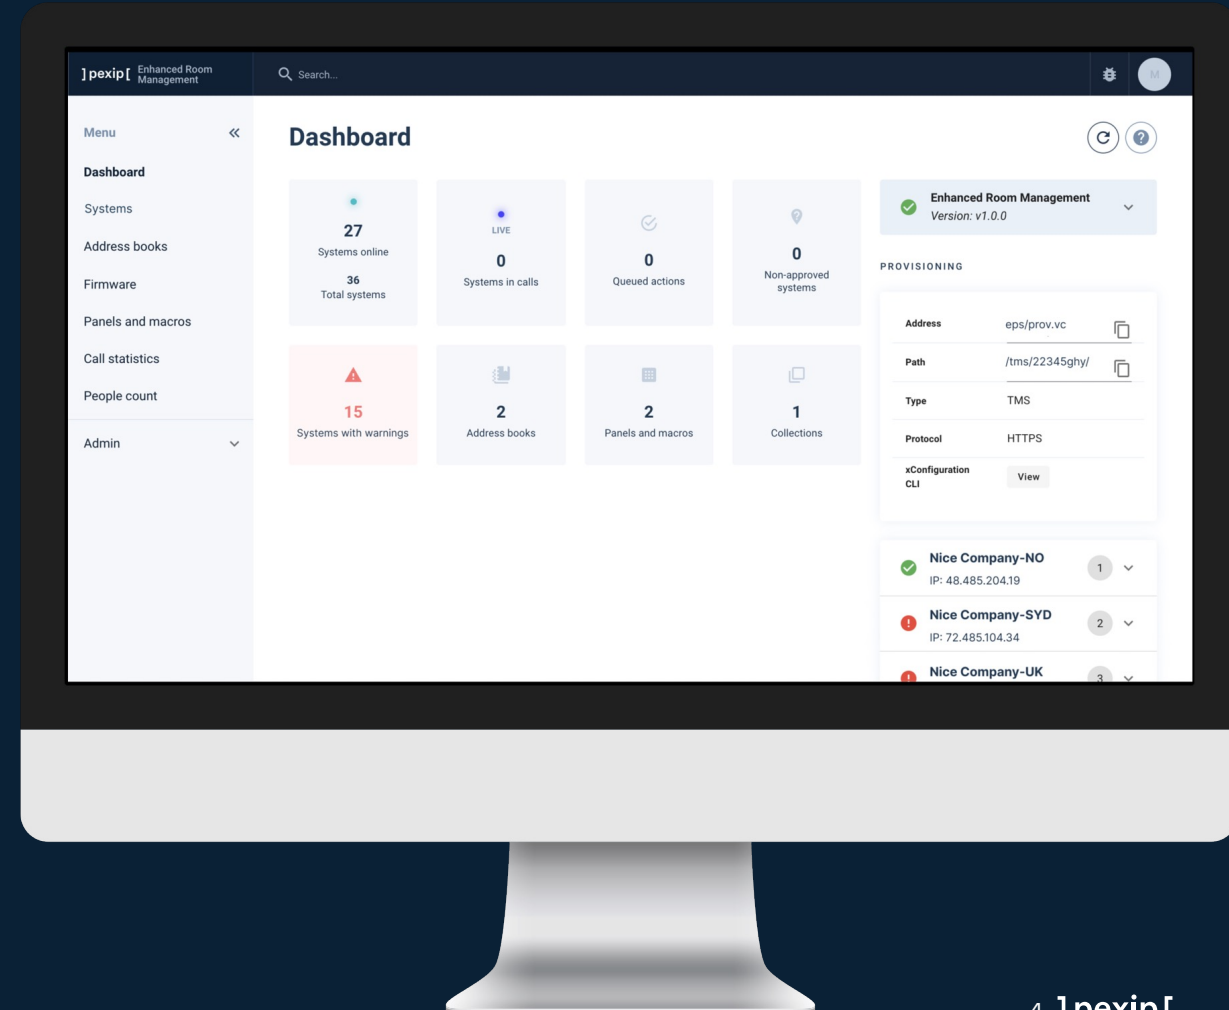 ]pexip[ Enhanced Room Management
Search...
M
Menu
Dashboard
Systems
Address books
Firmware
Panels and macros
Call statistics
People count
Admin
Dashboard
27
Systems online
36
Total systems
LIVE
0
Systems in calls
0
Queued actions
0
Non-approved
systems
15
Systems with warnings
2
Address books
2
Panels and macros
1
Collections
Enhanced Room Management
Version: v1.0.0
PROVISIONING
Address eps/prov.vc
Path /tms/22345ghy/
Type TMS
Protocol HTTPS
xConfiguration
CLI
View
Nice Company-NO
IP: 48.485.204.19
1
Nice Company-SYD
IP: 72.485.104.34
2
Nice Company-UK
3
4 ]pexip[